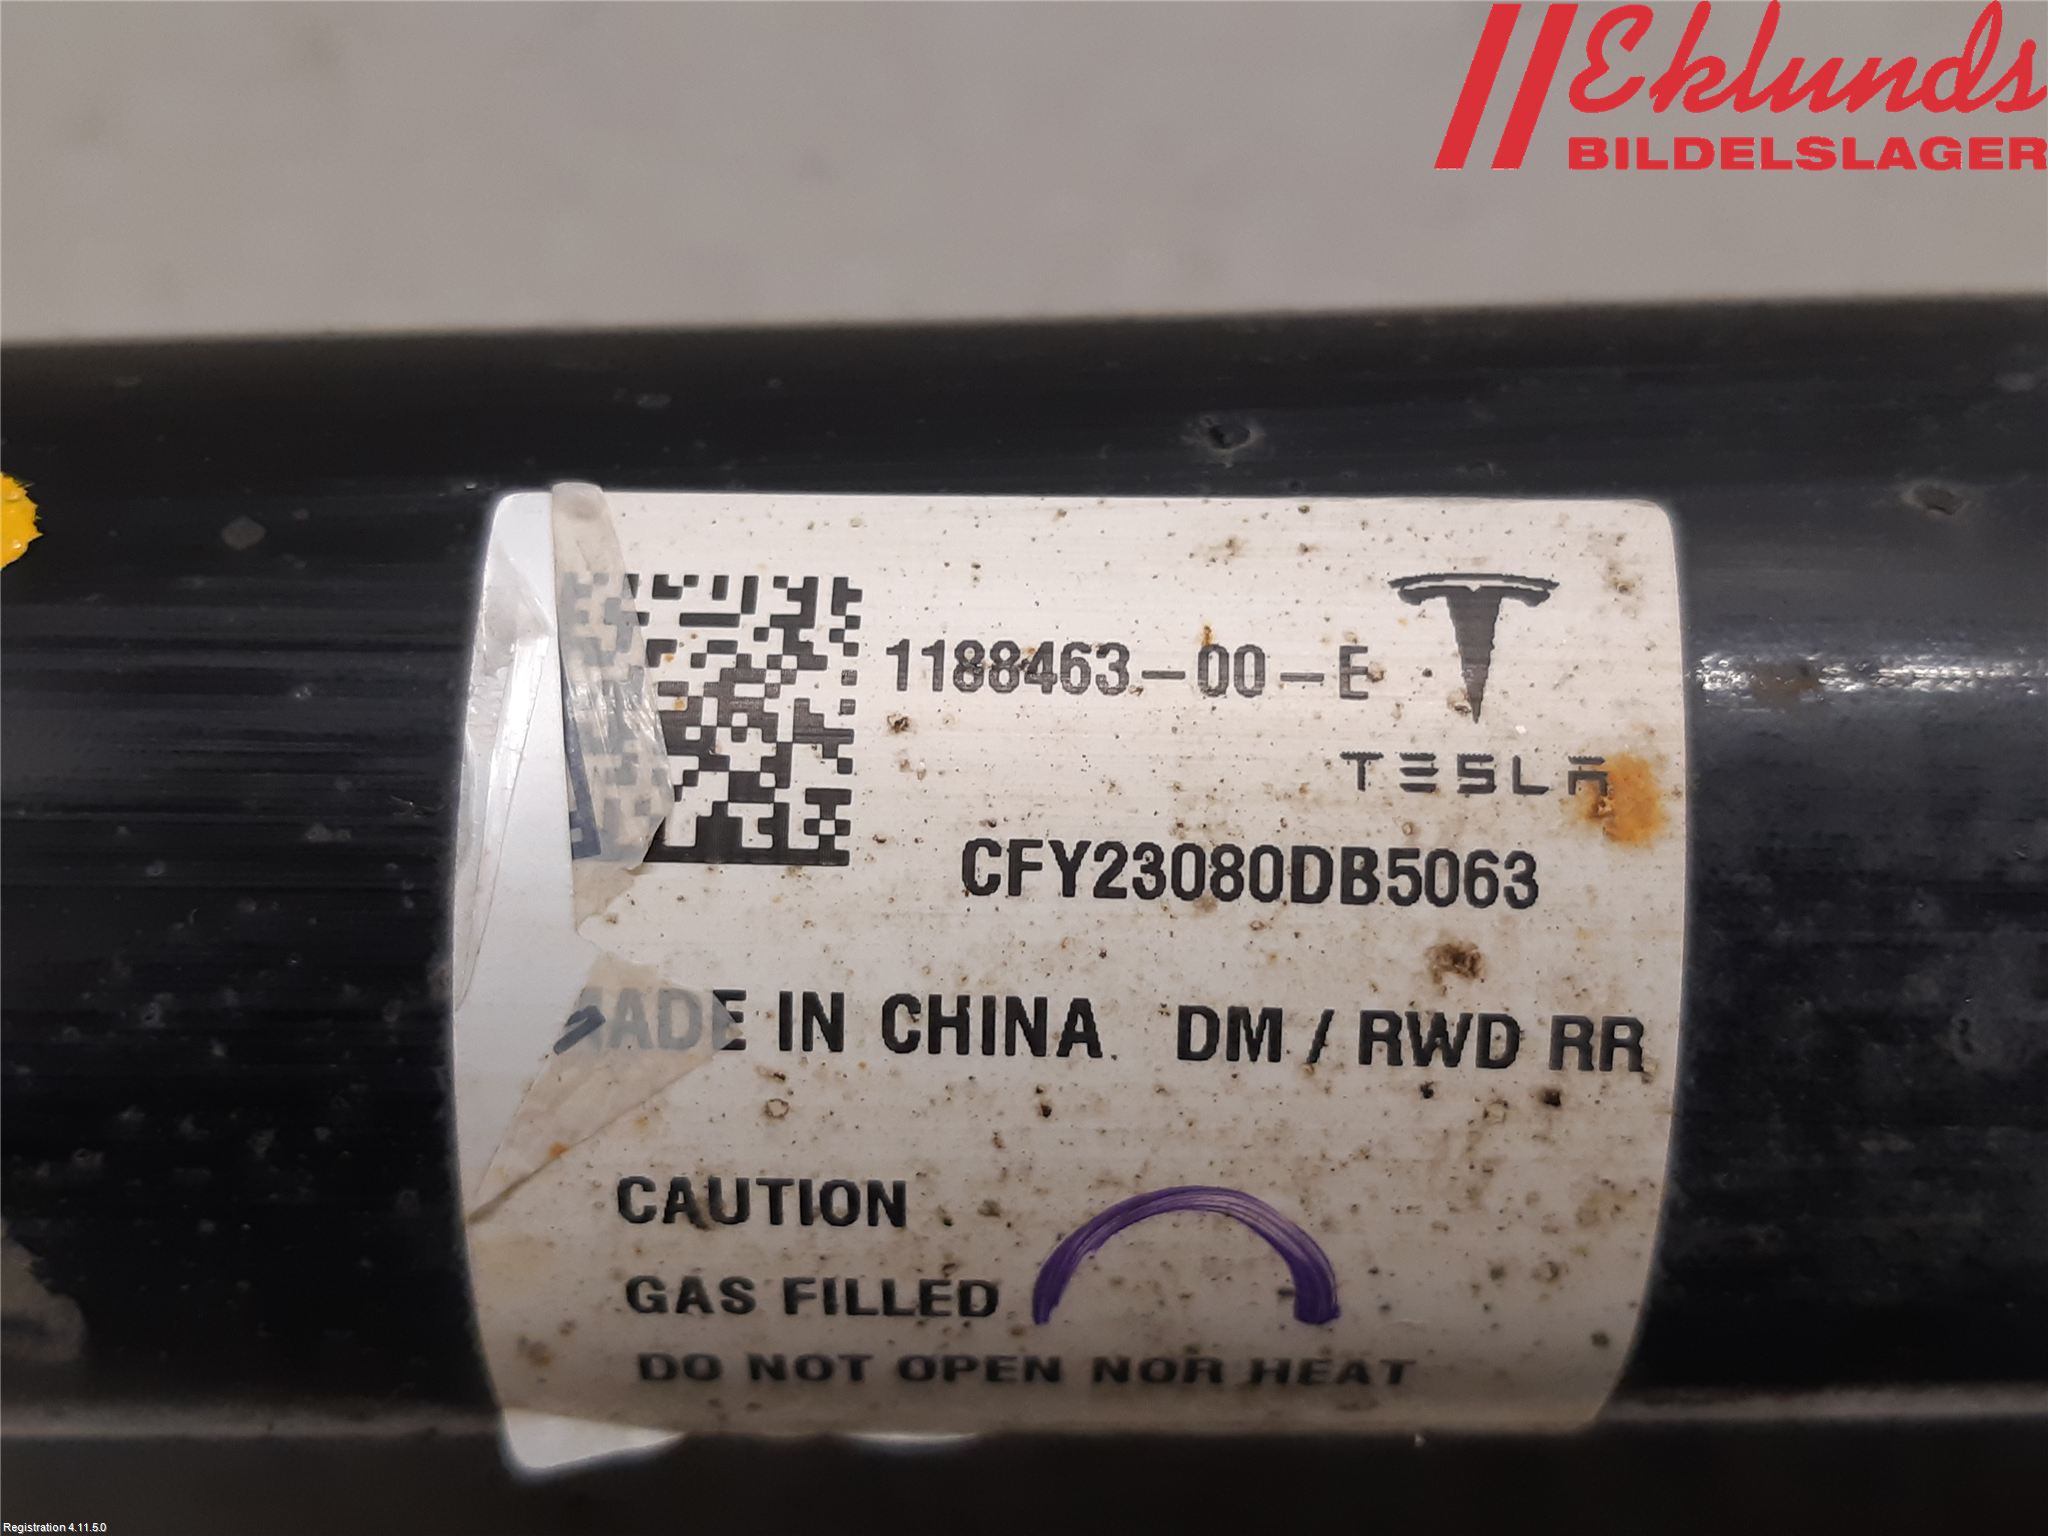 Eklunds
BILDELSLAGER
1188463-00-E
TESLA
CFY23080DB5063
MADE IN CHINA DM / RWD RR
CAUTION
GAS FILLED
DO NOT OPEN NOR HEAT
Registration 4.11.5.0